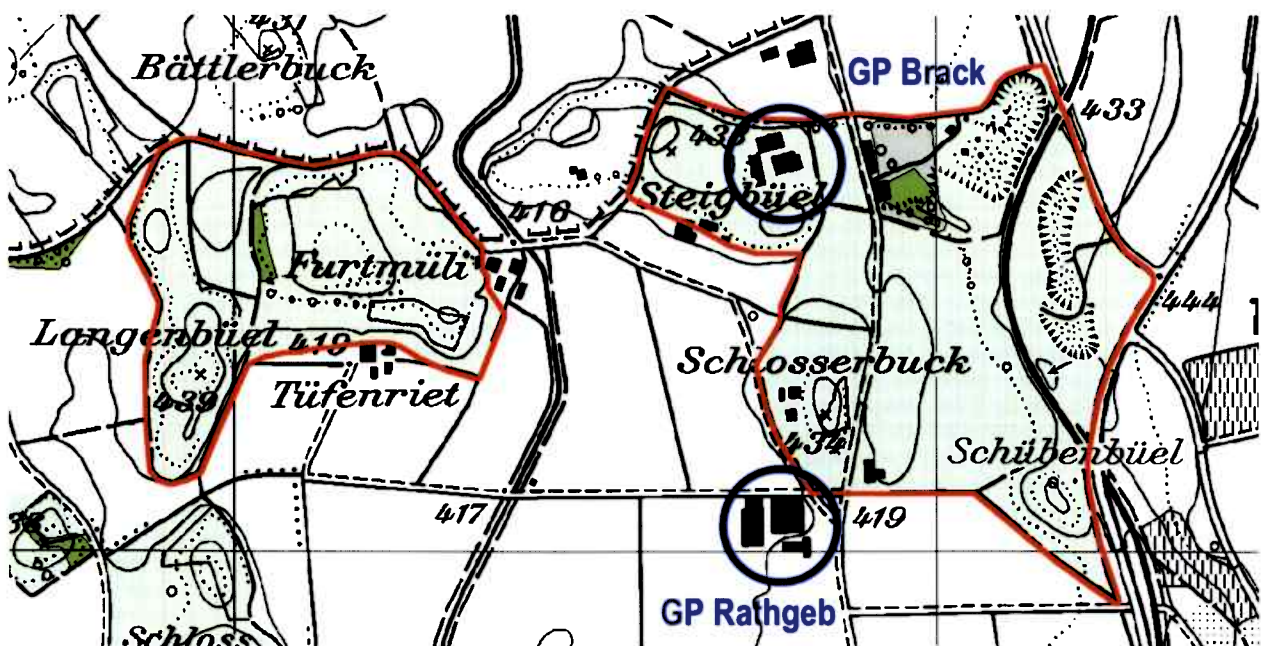 Bättlerbuck
GP Brack
433
433
Steigbüel
416
Furtmüli
444
Langenbüel
419
Schlosserbuck
Tüfenriet
439
434
Schübenbüel
417
419
GP Rathgeb
Schloss